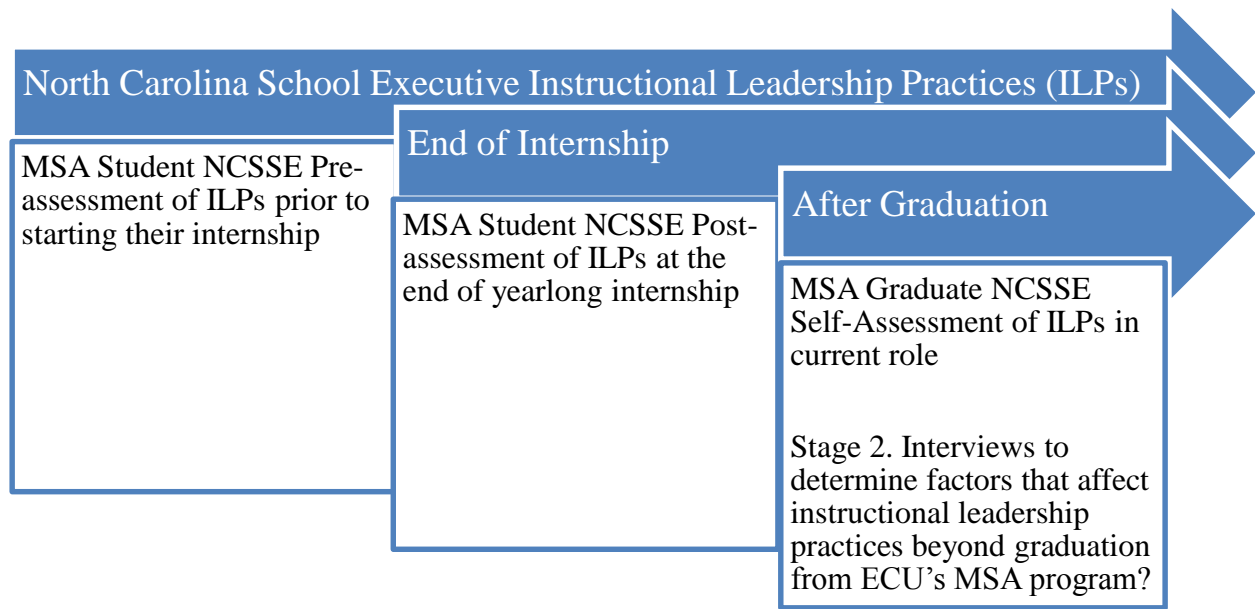 North Carolina School Executive Instructional Leadership Practices (ILPs)
MSA Student NCSSE Pre-
assessment of ILPs prior to
starting their internship
End of Internship
MSA Student NCSSE Post-
assessment of ILPs at the
end of yearlong internship
After Graduation
MSA Graduate NCSSE
Self-Assessment of ILPs in
current role
Stage 2. Interviews to
determine factors that affect
instructional leadership
practices beyond graduation
from ECU’s MSA program?